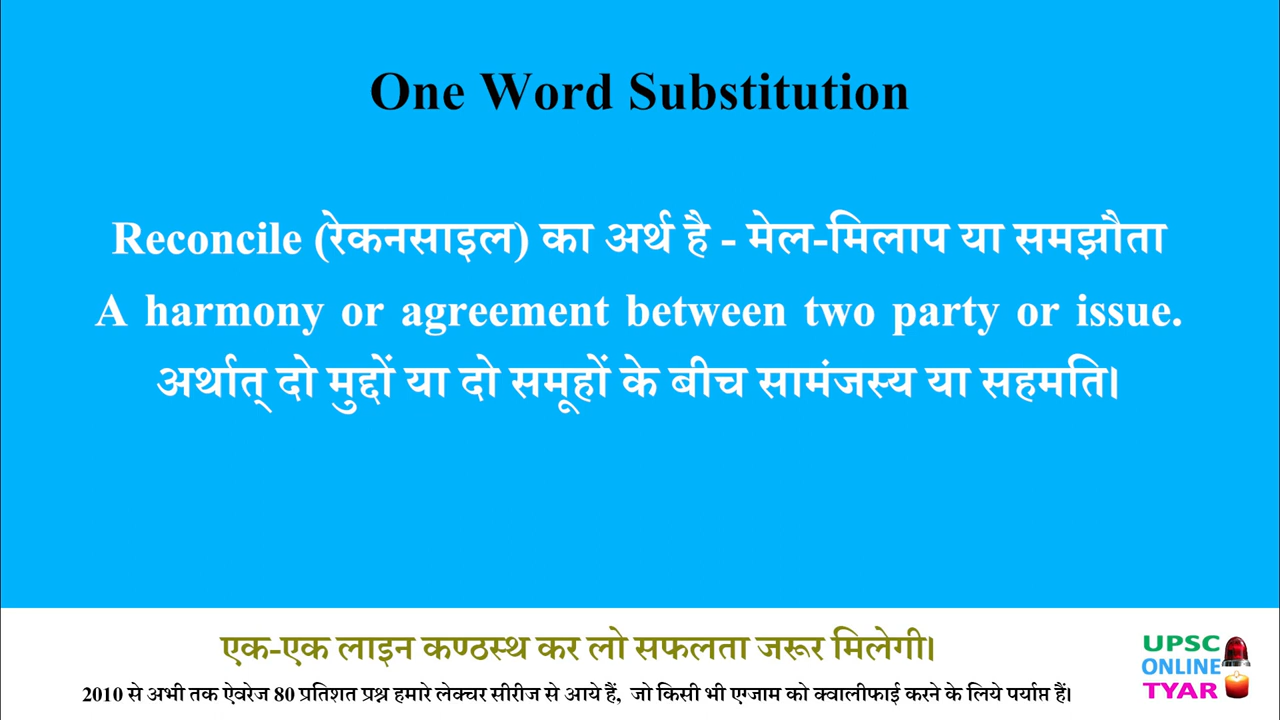 One Word Substitution
Reconcile (रेकनसाइल) का अर्थ है - मेल-मिलाप या समझौता
A harmony or agreement between two party or issue.
अर्थात् दो मुद्दों या दो समूहों के बीच सामंजस्य या सहमति।
एक-एक लाइन कण्ठस्थ कर लो सफलता जरूर मिलेगी।
2010 से अभी तक ऐवरेज 80 प्रतिशत प्रश्न हमारे लेक्चर सीरीज से आये हैं, जो किसी भी एग्जाम को क्वालीफाई करने के लिये पर्याप्त हैं।
UPSC
ONLINE
TYAR